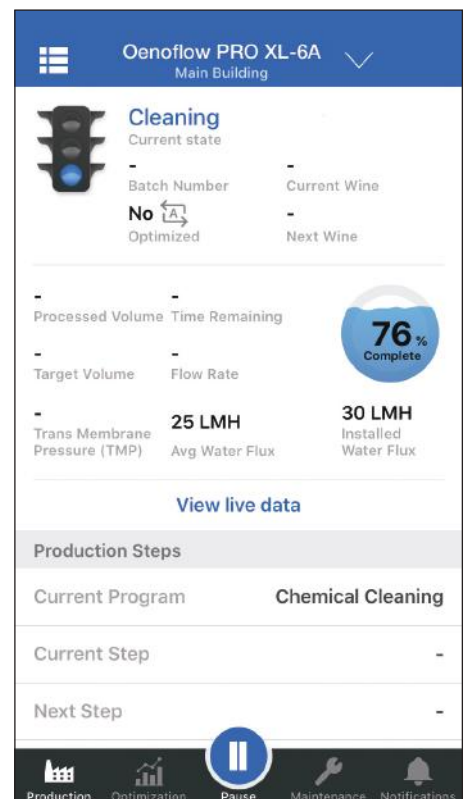 Oenoflow PRO XL-6A
Main Building
Cleaning
Current state
- -
Batch Number Current Wine
No A -
Optimized Next Wine
- -
Processed Volume Time Remaining
76 %
Complete
- -
Target Volume Flow Rate
- 25 LMH 30 LMH
Trans Membrane Installed
Pressure (TMP) Avg Water Flux Water Flux
View live data
Production Steps
Current Program Chemical Cleaning
Current Step -
Next Step -
Production Optimization Pause Maintenance Notifications